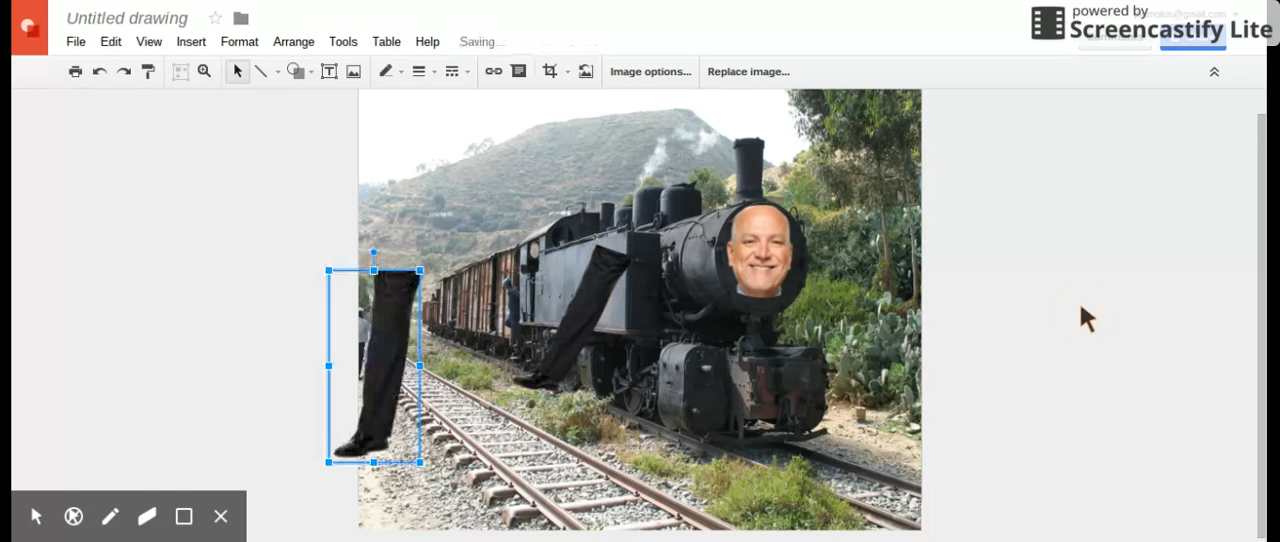 Untitled drawing
powered by
Screencastify Lite
File Edit View Insert Format Arrange Tools Table Help Saving...
Image options... Replace image...